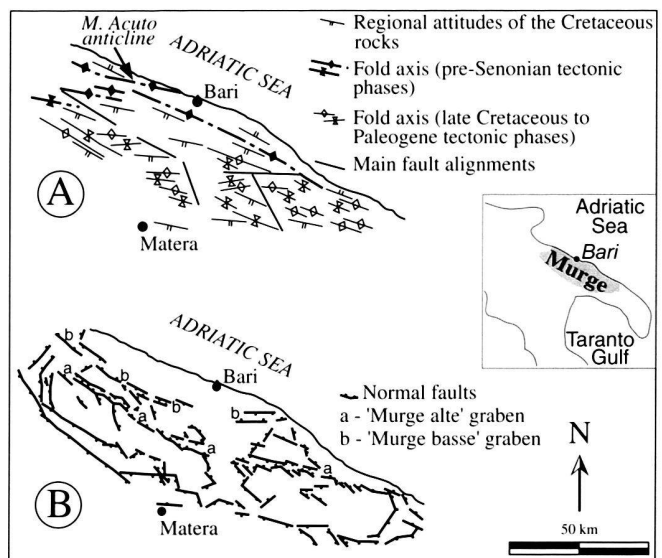 M. Acuto
anticline
ADRIATIC SEA
Bari
Matera
A
Regional attitudes of the Cretaceous
rocks
Fold axis (pre-Senonian tectonic
phases)
Fold axis (late Cretaceous to
Paleogene tectonic phases)
Main fault alignments
Adriatic
Sea
Bari
Murge
Taranto
Gulf
b
ADRIATIC SEA
a
b
Bari
b
b
a
a
a
Matera
B
Normal faults
a - 'Murge alte' graben
b - 'Murge basse' graben
N
50 km